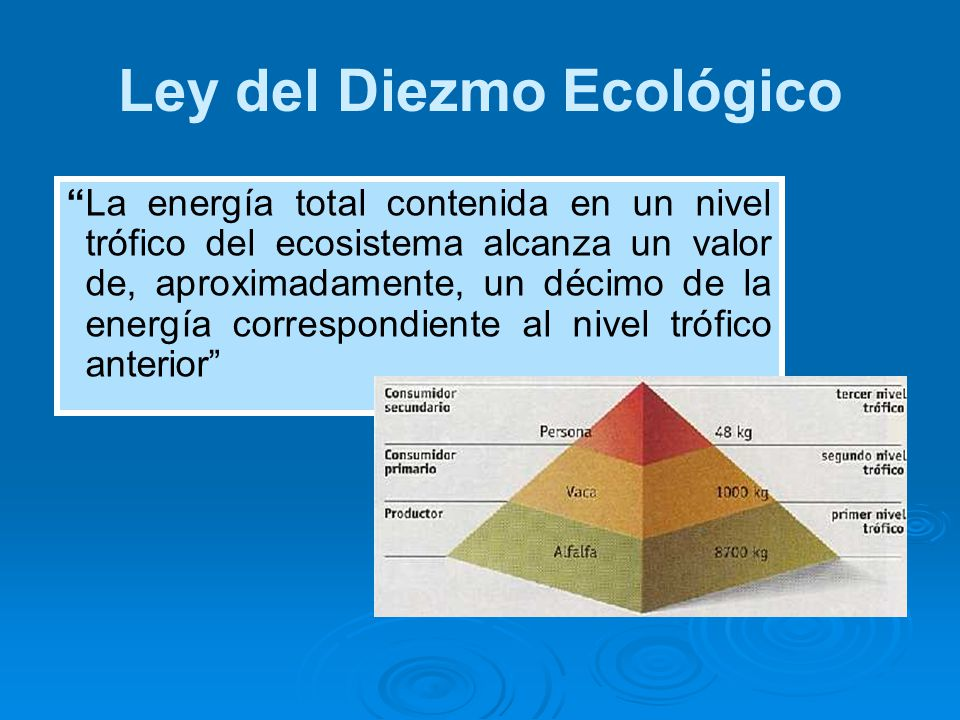 Ley del Diezmo Ecológico
“La energía total contenida en un nivel
trófico del ecosistema alcanza un valor
de, aproximadamente, un décimo de la
energía correspondiente al nivel trófico
anterior”
Consumidor
secundario
tercer nivel
trófico
Persona 48 kg
Consumidor
primario
segundo nivel
trófico
Vaca 1000 kg
Productor
primer nivel
trófico
Alfalfa 8700 kg